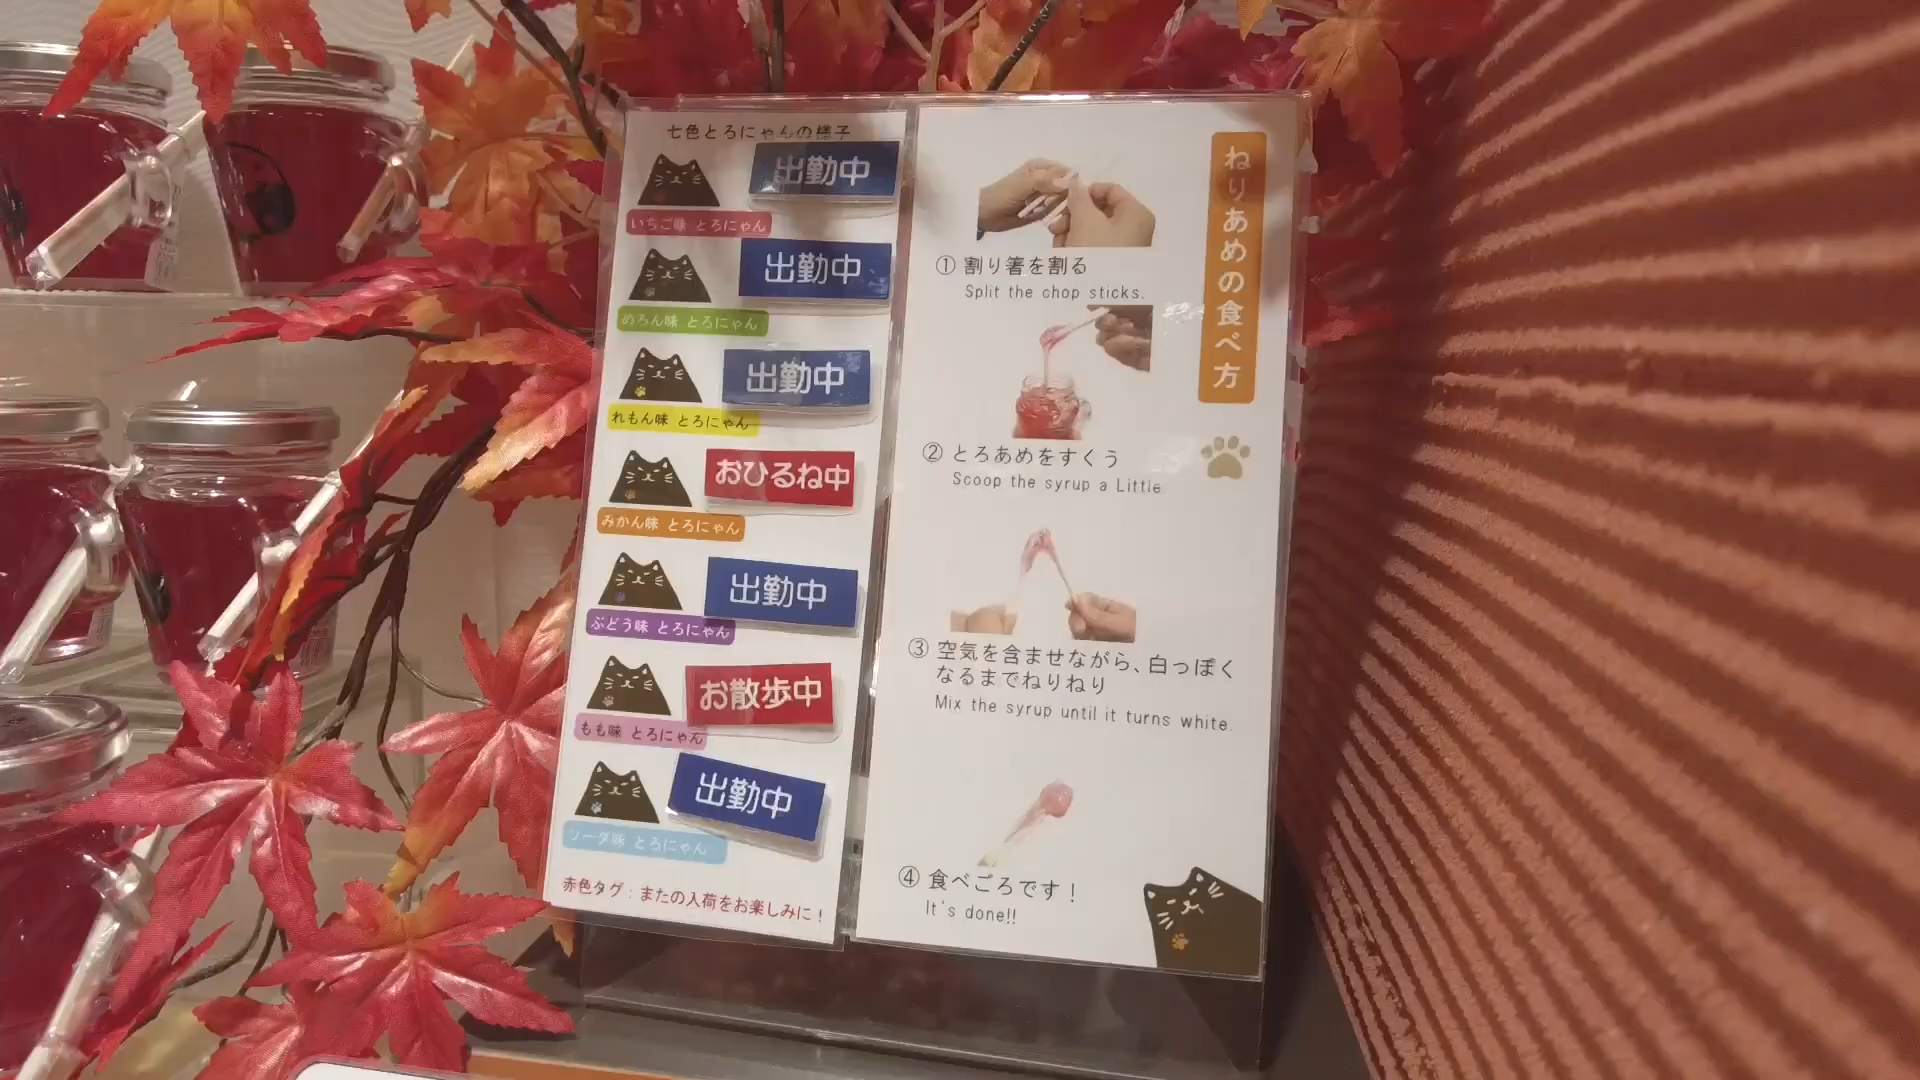 七色とろにゃんの様子
出勤中
いちご味 とろにゃん
出勤中
めろん味 とろにゃん
出勤中
れもん味 とろにゃん
おひるね中
みかん味 とろにゃん
出勤中
ぶどう味 とろにゃん
お散歩中
もも味 とろにゃん
出勤中
ソーダ味 とろにゃん
赤色タグ：またの入荷をお楽しみに！
ねりあめの食べ方
① 割り箸を割る
Split the chop sticks.
② とろあめをすくう
Scoop the syrup a Little.
③ 空気を含ませながら、白っぽく
なるまでねりねり
Mix the syrup until it turns white.
④ 食べごろです！
It's done!!